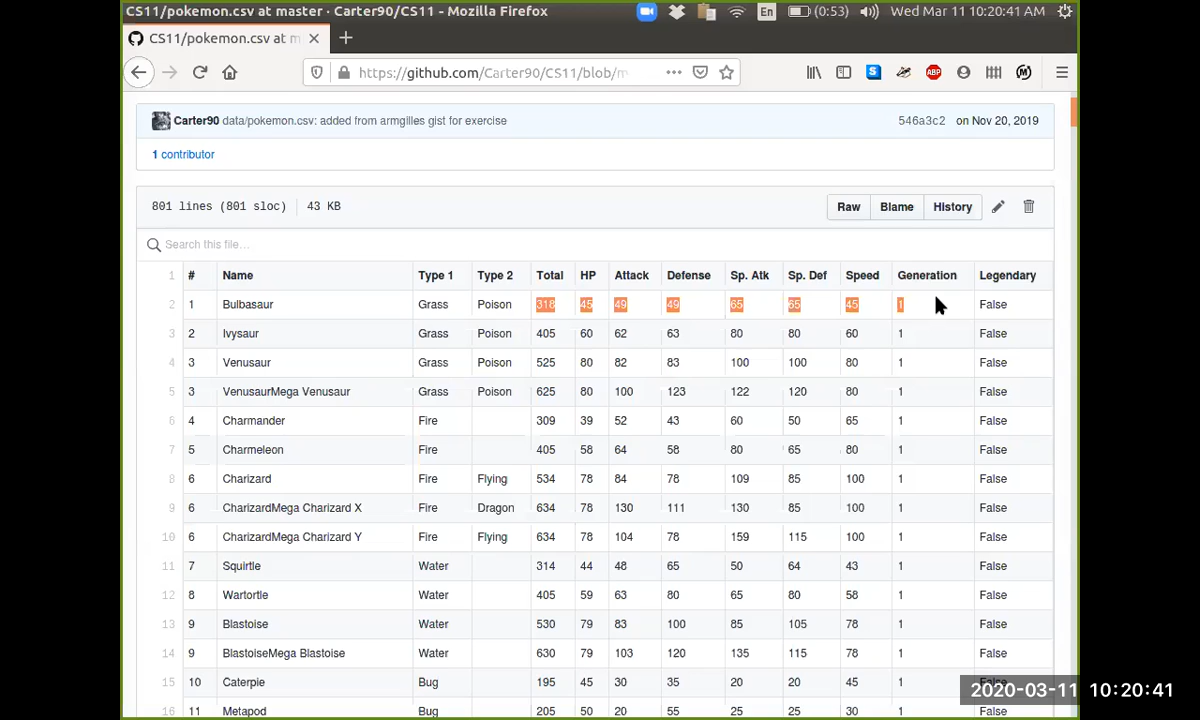 CS11/pokemon.csv at master · Carter90/CS11 - Mozilla Firefox En (0:53) Wed Mar 11 10:20:41 AM
CS11/pokemon.csv at m
https://github.com/Carter90/CS11/blob/m S ABP
Carter90 data/pokemon.csv: added from armgilles gist for exercise 546a3c2 on Nov 20, 2019
1 contributor
801 lines (801 sloc) 43 KB Raw Blame History
Search this file...
1 # Name Type 1 Type 2 Total HP Attack Defense Sp. Atk Sp. Def Speed Generation Legendary
2 1 Bulbasaur Grass Poison 318 45 49 49 65 65 45 1 False
3 2 Ivysaur Grass Poison 405 60 62 63 80 80 60 1 False
4 3 Venusaur Grass Poison 525 80 82 83 100 100 80 1 False
5 3 VenusaurMega Venusaur Grass Poison 625 80 100 123 122 120 80 1 False
6 4 Charmander Fire 309 39 52 43 60 50 65 1 False
7 5 Charmeleon Fire 405 58 64 58 80 65 80 1 False
8 6 Charizard Fire Flying 534 78 84 78 109 85 100 1 False
9 6 CharizardMega Charizard X Fire Dragon 634 78 130 111 130 85 100 1 False
10 6 CharizardMega Charizard Y Fire Flying 634 78 104 78 159 115 100 1 False
11 7 Squirtle Water 314 44 48 65 50 64 43 1 False
12 8 Wartortle Water 405 59 63 80 65 80 58 1 False
13 9 Blastoise Water 530 79 83 100 85 105 78 1 False
14 9 BlastoiseMega Blastoise Water 630 79 103 120 135 115 78 1 False
15 10 Caterpie Bug 195 45 30 35 20 20 45 1 False
16 11 Metapod Bug 205 50 20 55 25 25 30 1 False
2020-03-11 10:20:41